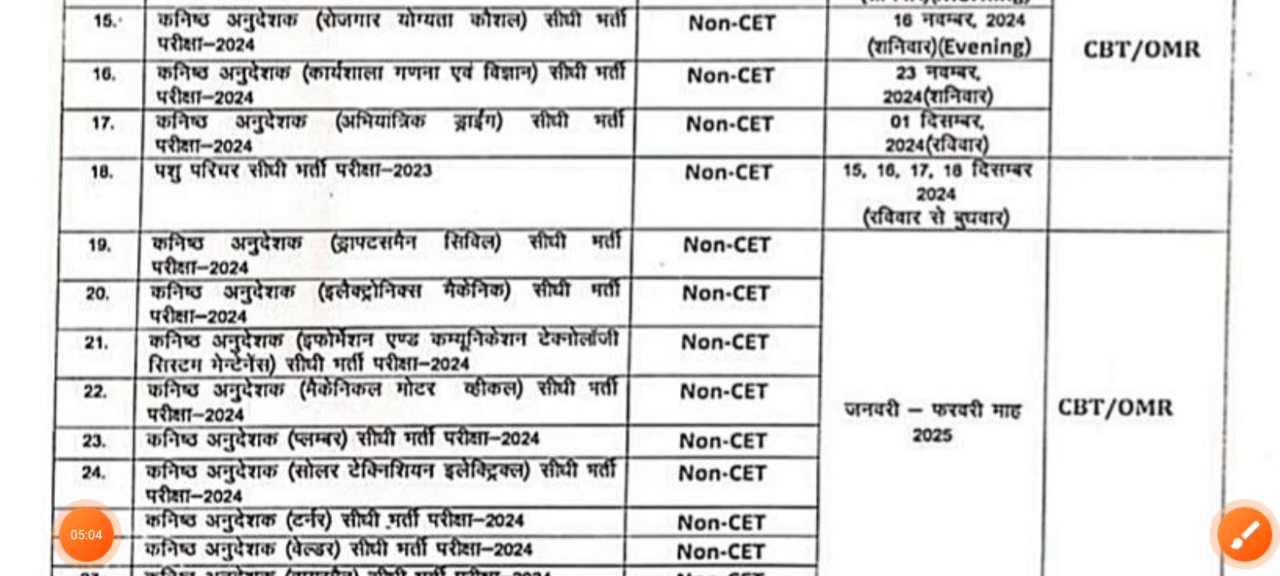 15. कनिष्ठ अनुदेशक (रोजगार योग्यता कौशल) सीधी भर्ती Non-CET 16 नवम्बर, 2024
परीक्षा–2024 (शनिवार)(Evening) CBT/OMR
16. कनिष्ठ अनुदेशक (कार्यशाला गणना एवं विज्ञान) सीधी भर्ती Non-CET 23 नवम्बर,
परीक्षा–2024 2024(शनिवार)
17. कनिष्ठ अनुदेशक (अभियांत्रिक ड्राईंग) सीधी भर्ती Non-CET 01 दिसम्बर,
परीक्षा–2024 2024(रविवार)
18. पशु परिचर सीधी भर्ती परीक्षा–2023 Non-CET 15, 16, 17, 18 दिसम्बर
2024
(रविवार से बुधवार)
19. कनिष्ठ अनुदेशक (ड्राफ्टसमैन सिविल) सीधी भर्ती Non-CET
परीक्षा–2024
20. कनिष्ठ अनुदेशक (इलैक्ट्रोनिक्स मैकेनिक) सीधी भर्ती Non-CET
परीक्षा–2024
21. कनिष्ठ अनुदेशक (इफोर्मेशन एण्ड कम्यूनिकेशन टेक्नोलॉजी Non-CET
सिस्टम मेन्टेनेंस) सीधी भर्ती परीक्षा–2024
22. कनिष्ठ अनुदेशक (मैकेनिकल मोटर व्हीकल) सीधी भर्ती Non-CET
परीक्षा–2024
जनवरी – फरवरी माह CBT/OMR
2025
23. कनिष्ठ अनुदेशक (प्लम्बर) सीधी भर्ती परीक्षा–2024 Non-CET
24. कनिष्ठ अनुदेशक (सोलर टेक्निशियन इलेक्ट्रिक्ल) सीधी भर्ती Non-CET
परीक्षा–2024
कनिष्ठ अनुदेशक (टर्नर) सीधी भर्ती परीक्षा–2024 Non-CET
05:04
कनिष्ठ अनुदेशक (वेल्डर) सीधी भर्ती परीक्षा–2024 Non-CET